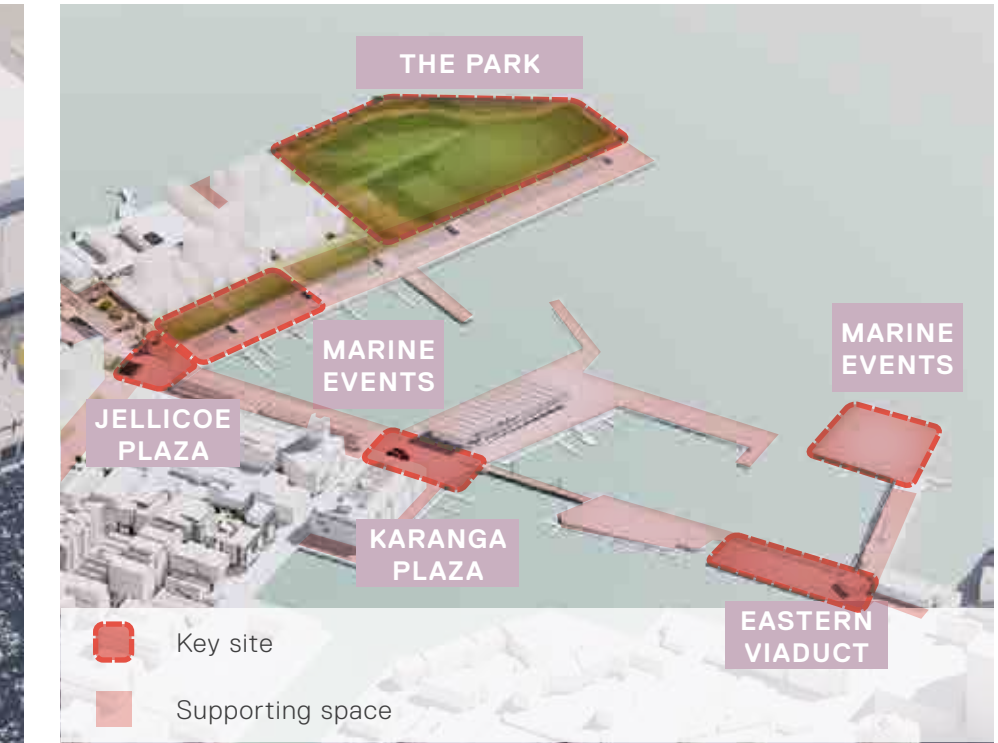 THE PARK
MARINE
EVENTS
MARINE
EVENTS
JELLICOE
PLAZA
KARANGA
PLAZA
EASTERN
VIADUCT
Key site
Supporting space